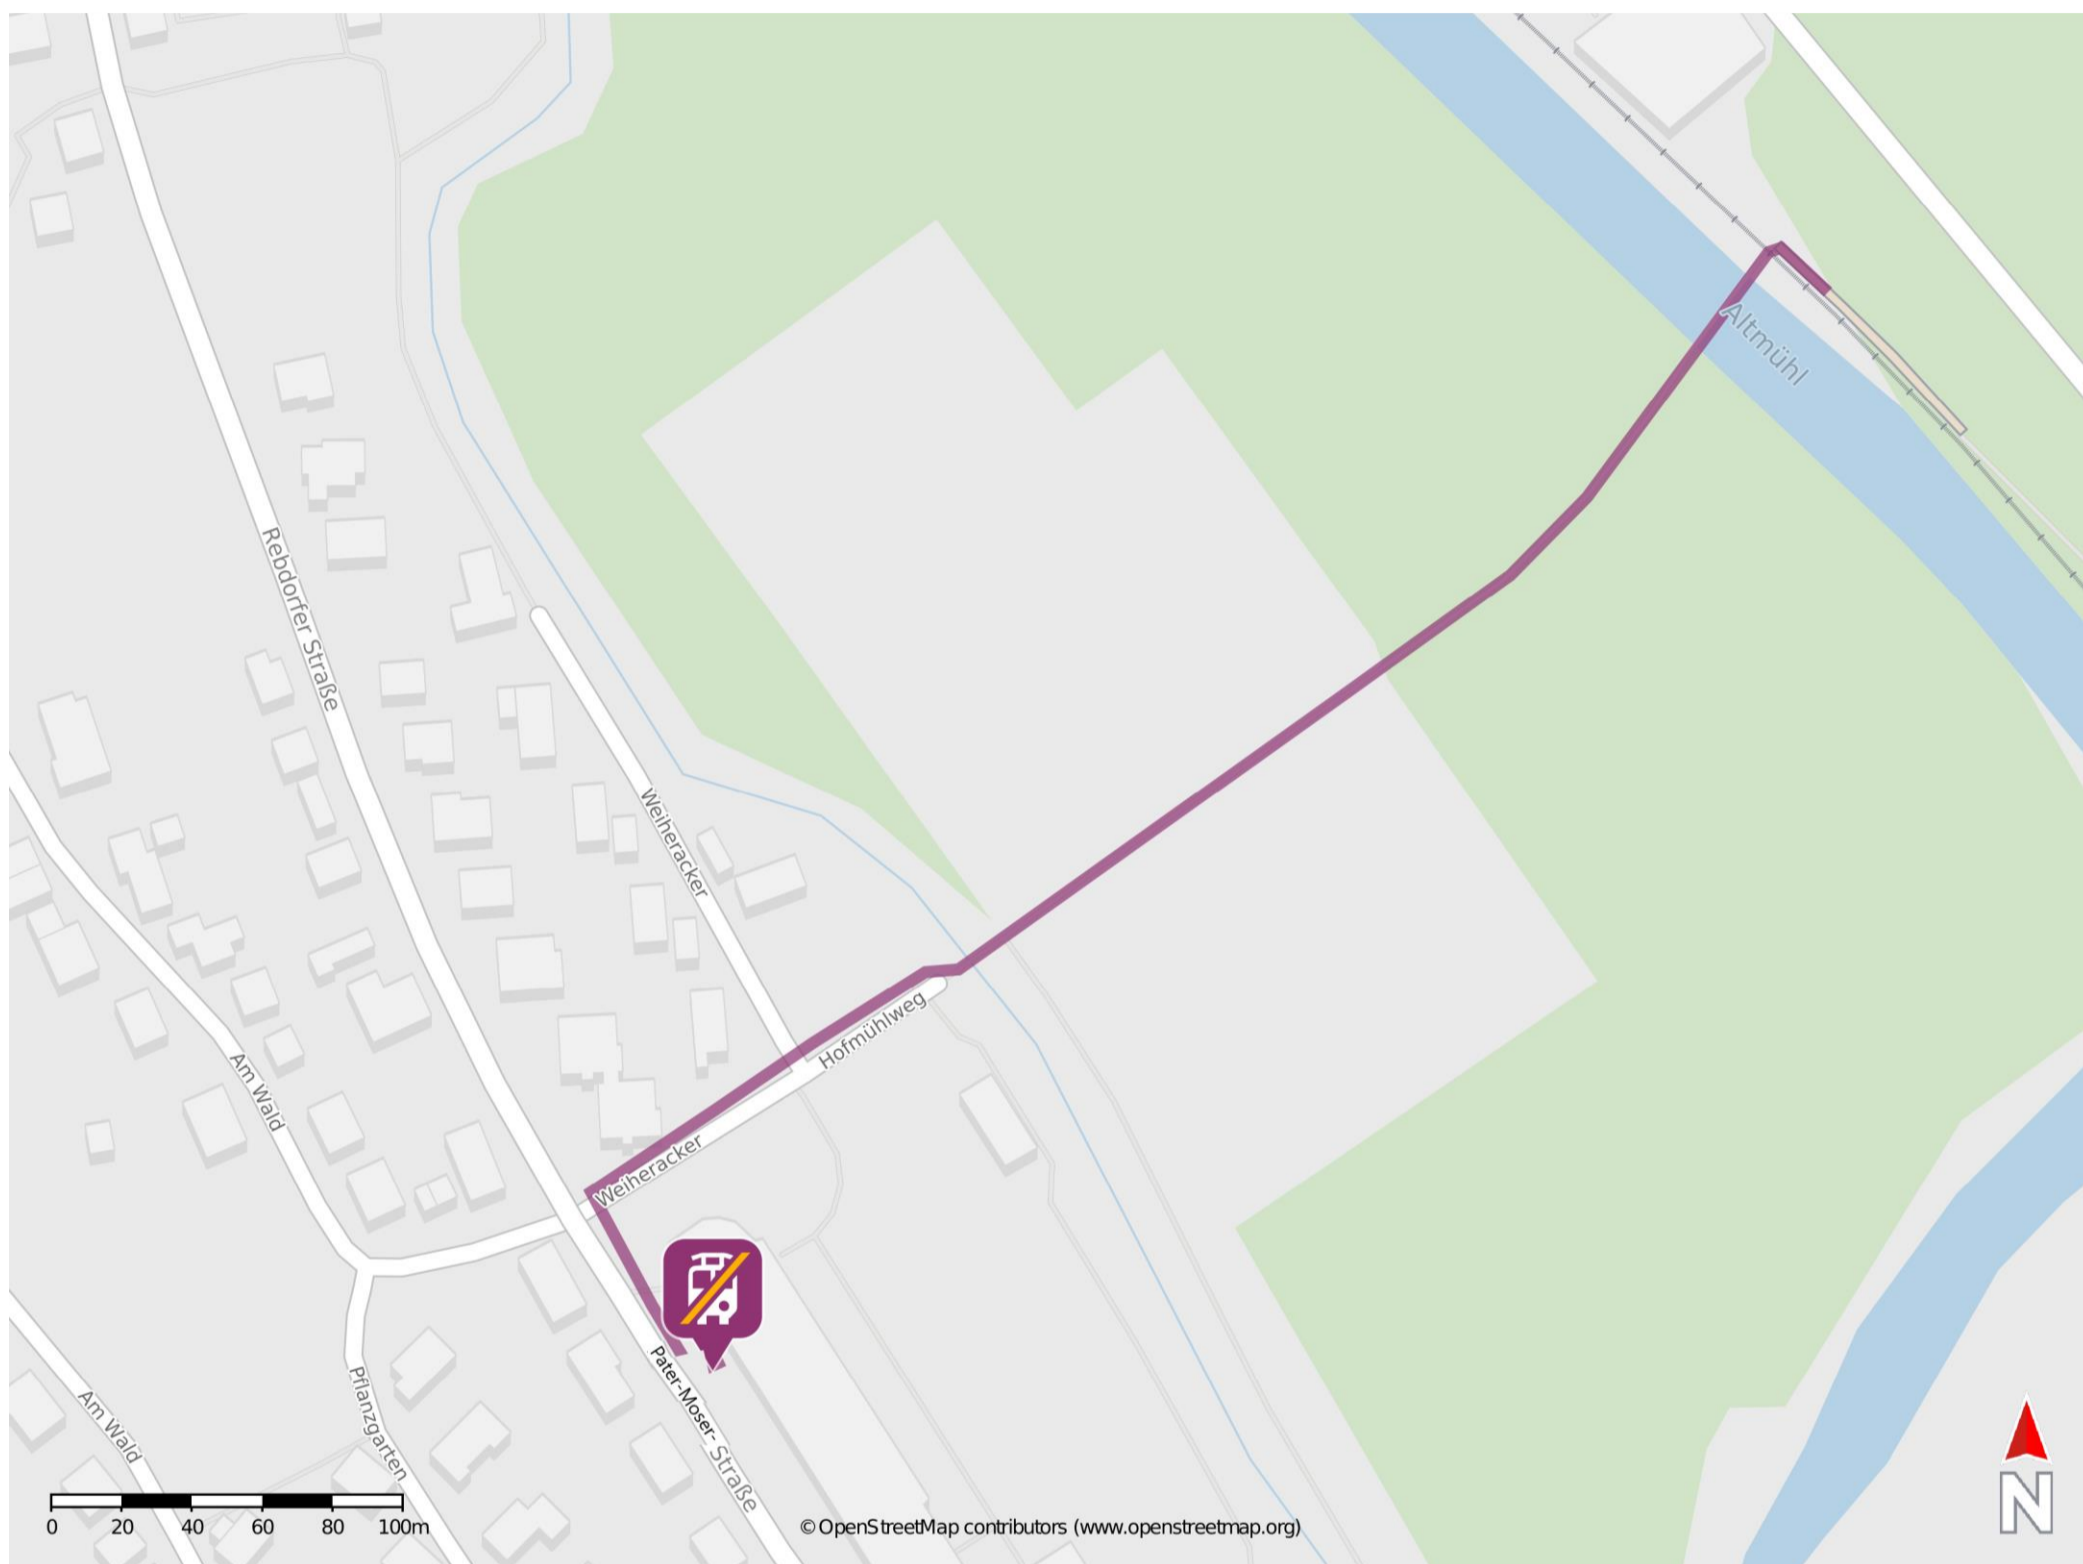 Altmühl
Rebdorfer Straße
Weiheracker
Hofmühlweg
Weiheracker
Am Wald
Pater-Moser- Straße
Pflanzgarten
Am Wald
0 20 40 60 80 100m
© OpenStreetMap contributors (www.openstreetmap.org)
N